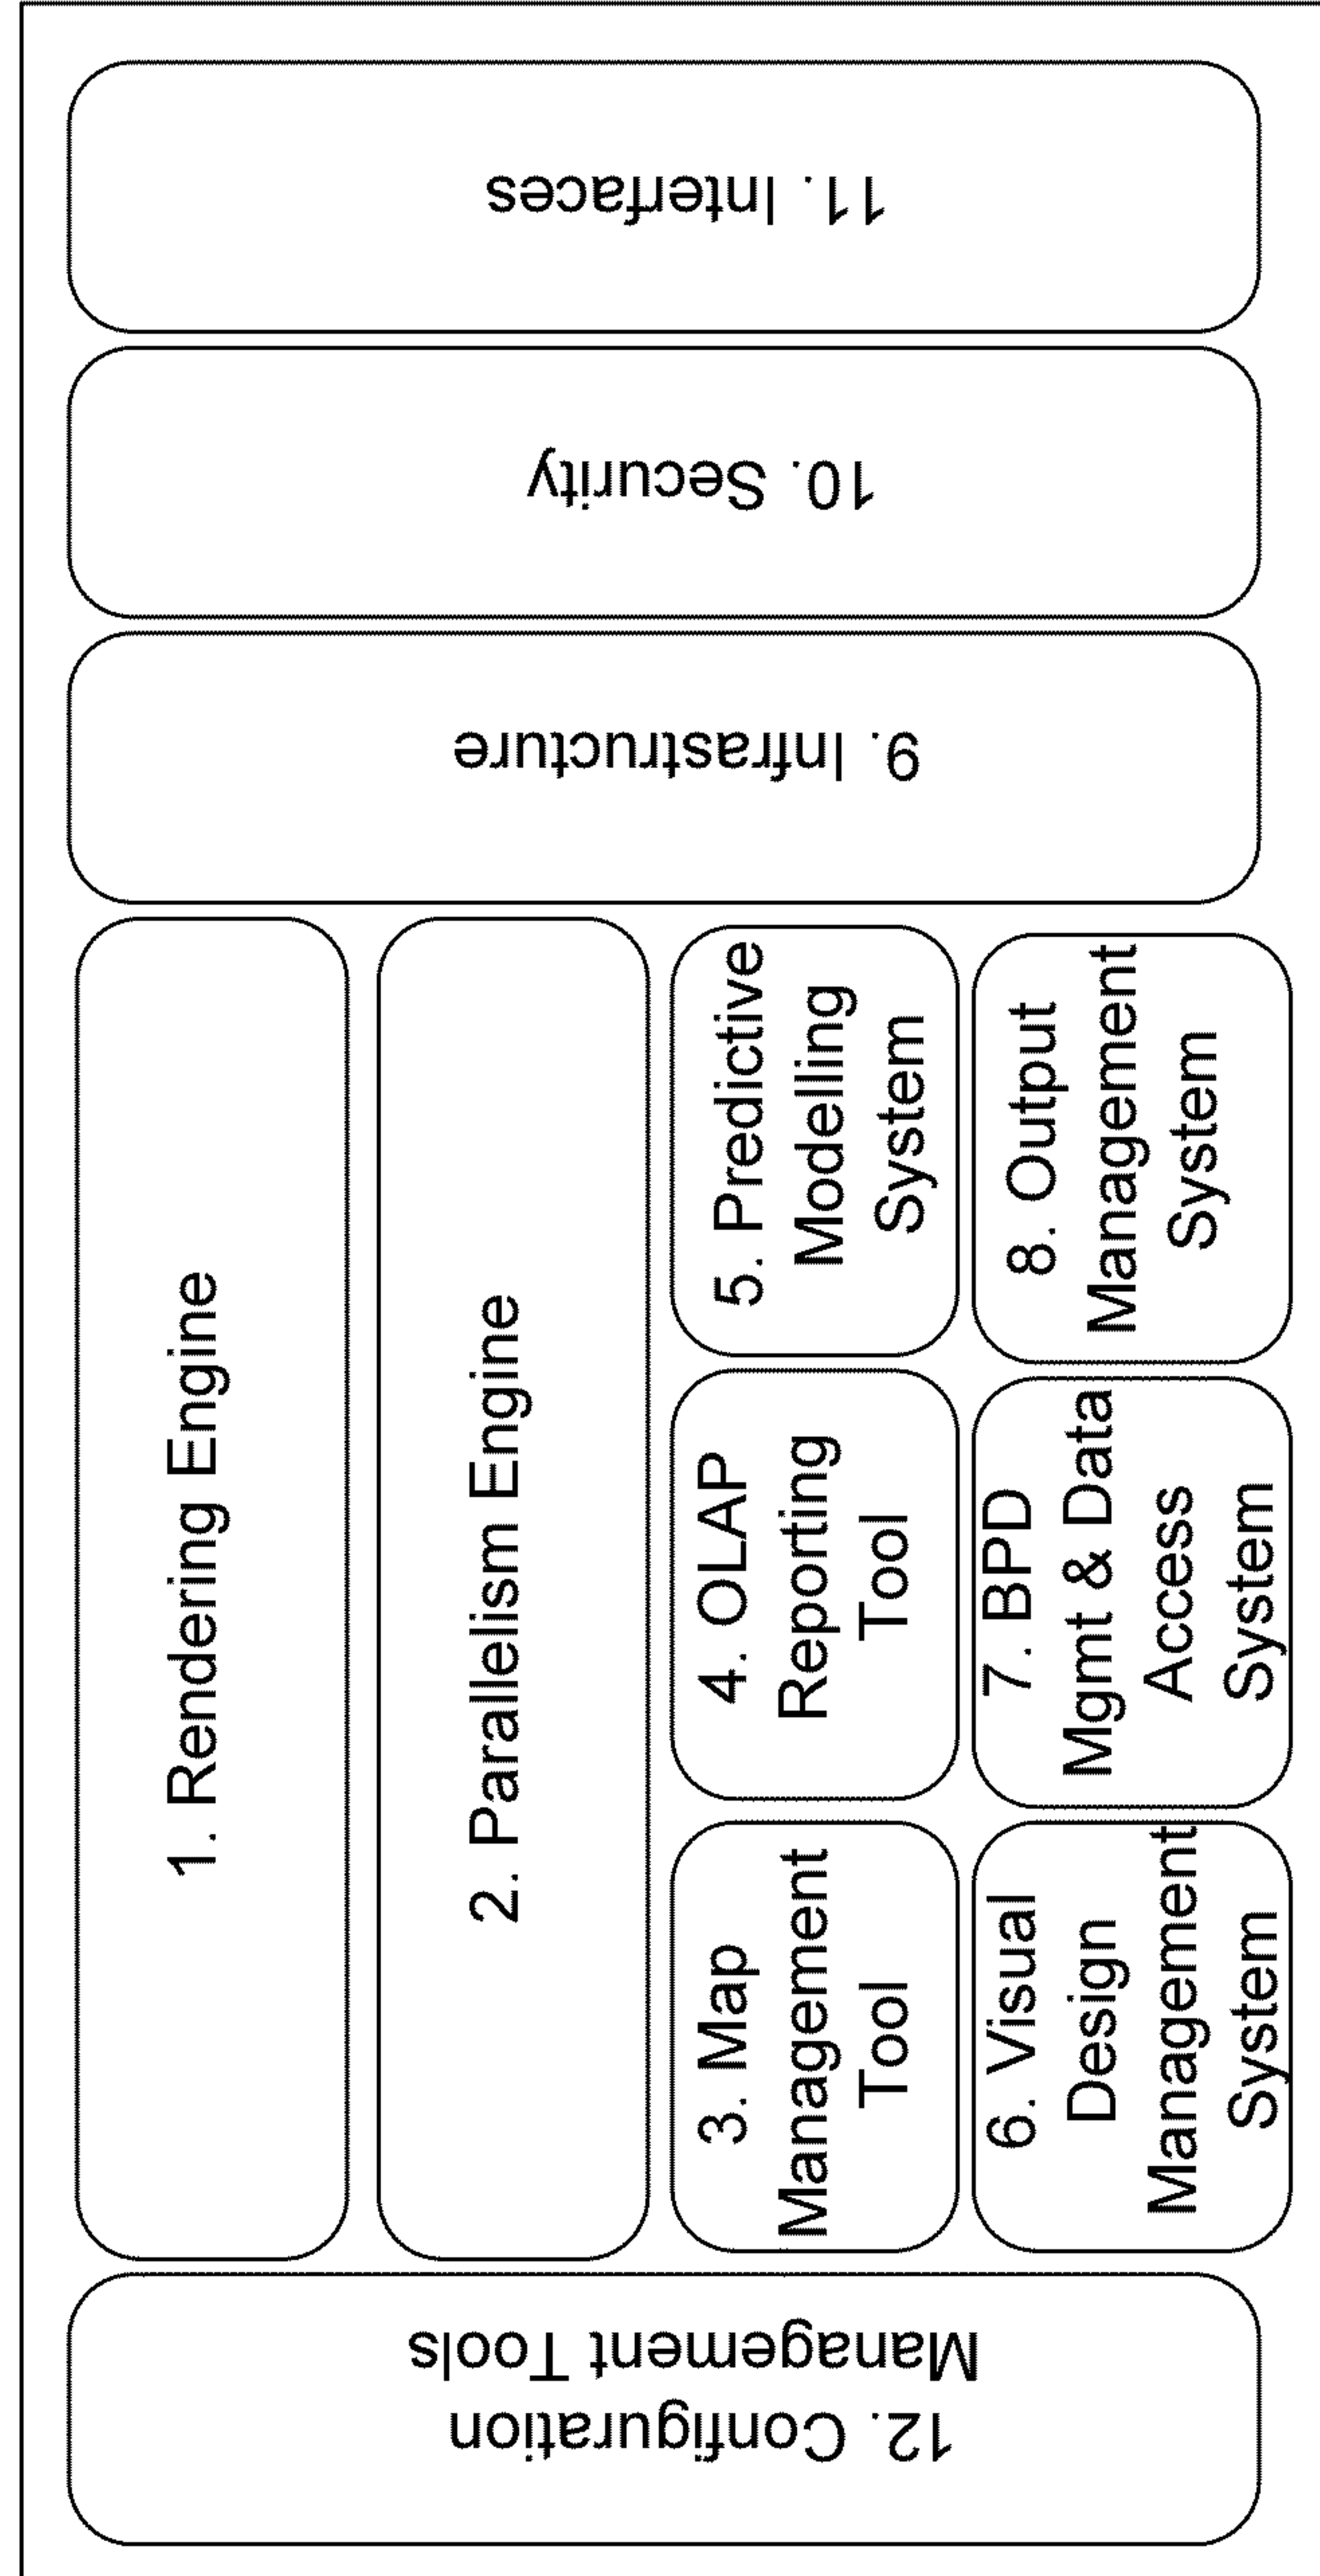 1. Rendering Engine
2. Parallelism Engine
3. Map
Management
Tool
4. OLAP
Reporting
Tool
5. Predictive
Modelling
System
6. Visual
Design
Management
System
7. BPD
Mgmt & Data
Access
System
8. Output
Management
System
9. Infrastructure
10. Security
11. Interfaces
12. Configuration
Management Tools